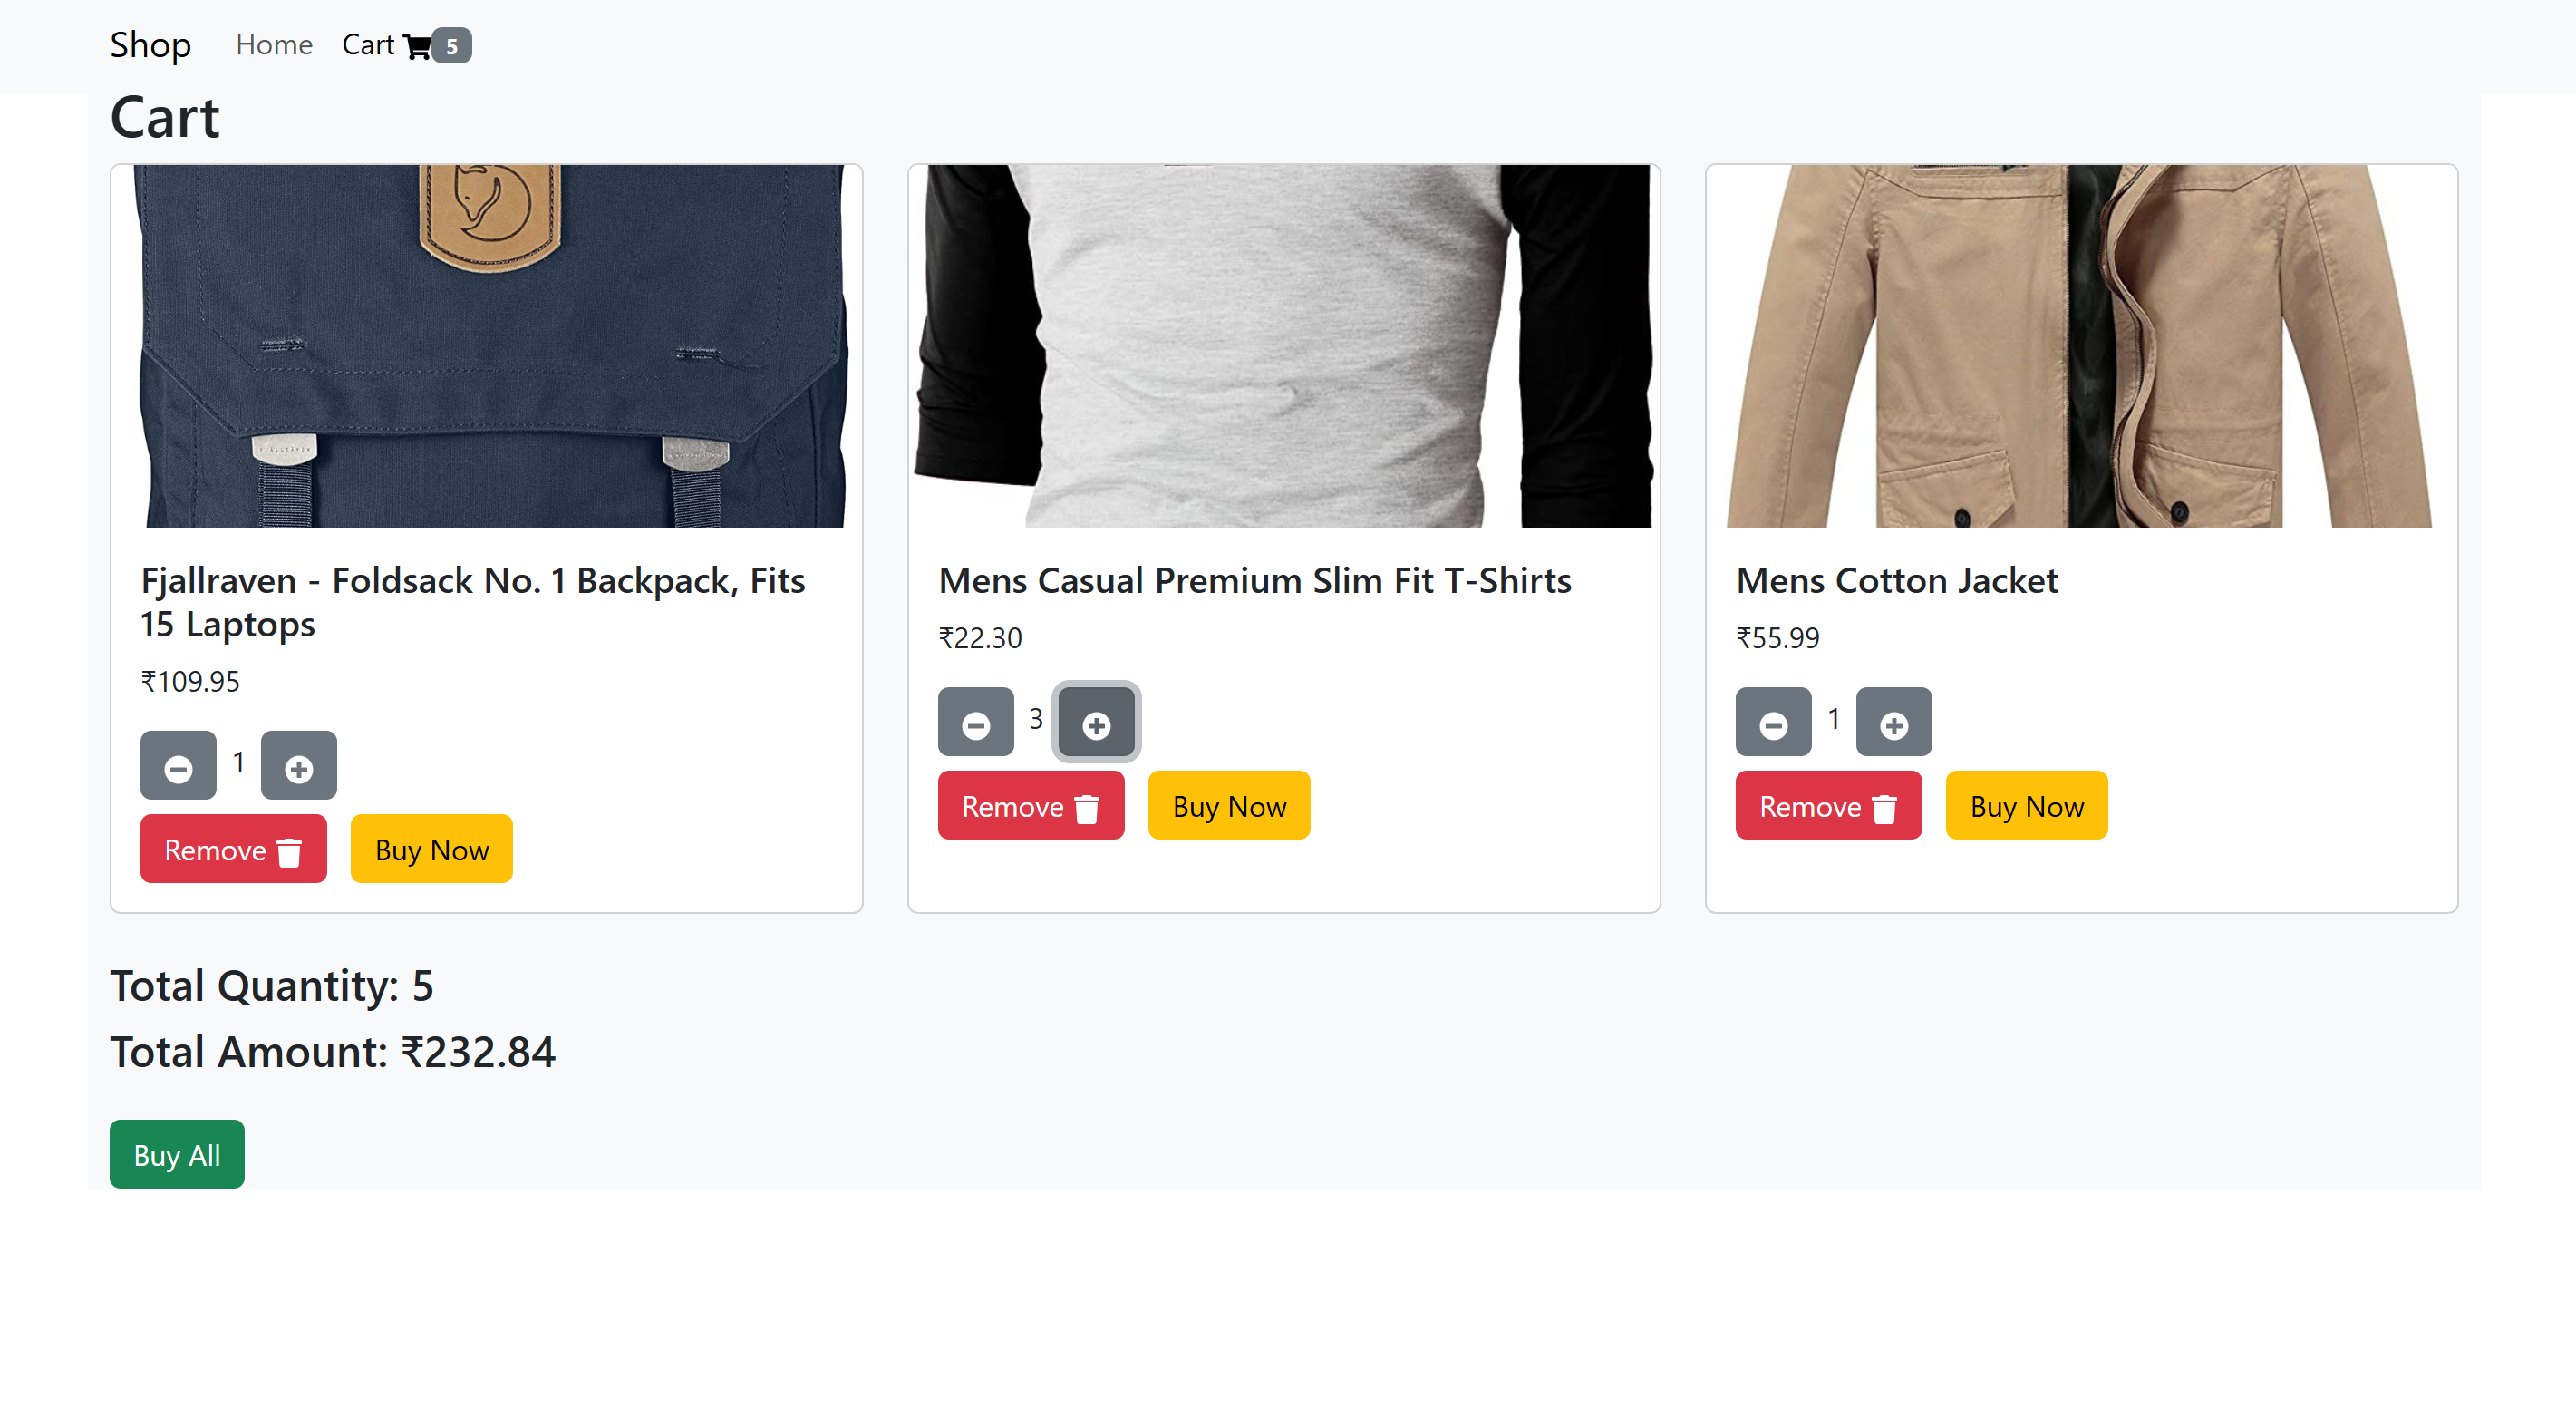 Shop Home Cart 5
Cart
Fjallraven - Foldsack No. 1 Backpack, Fits
15 Laptops
₹109.95
1
Remove Buy Now
Mens Casual Premium Slim Fit T-Shirts
₹22.30
3
Remove Buy Now
Mens Cotton Jacket
₹55.99
1
Remove Buy Now
Total Quantity: 5
Total Amount: ₹232.84
Buy All